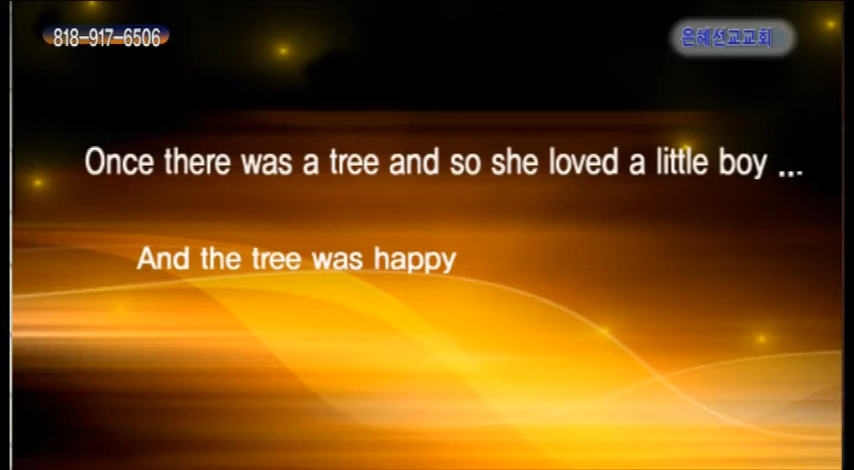 818-917-6506
은혜선교교회
Once there was a tree and so she loved a little boy ...
And the tree was happy